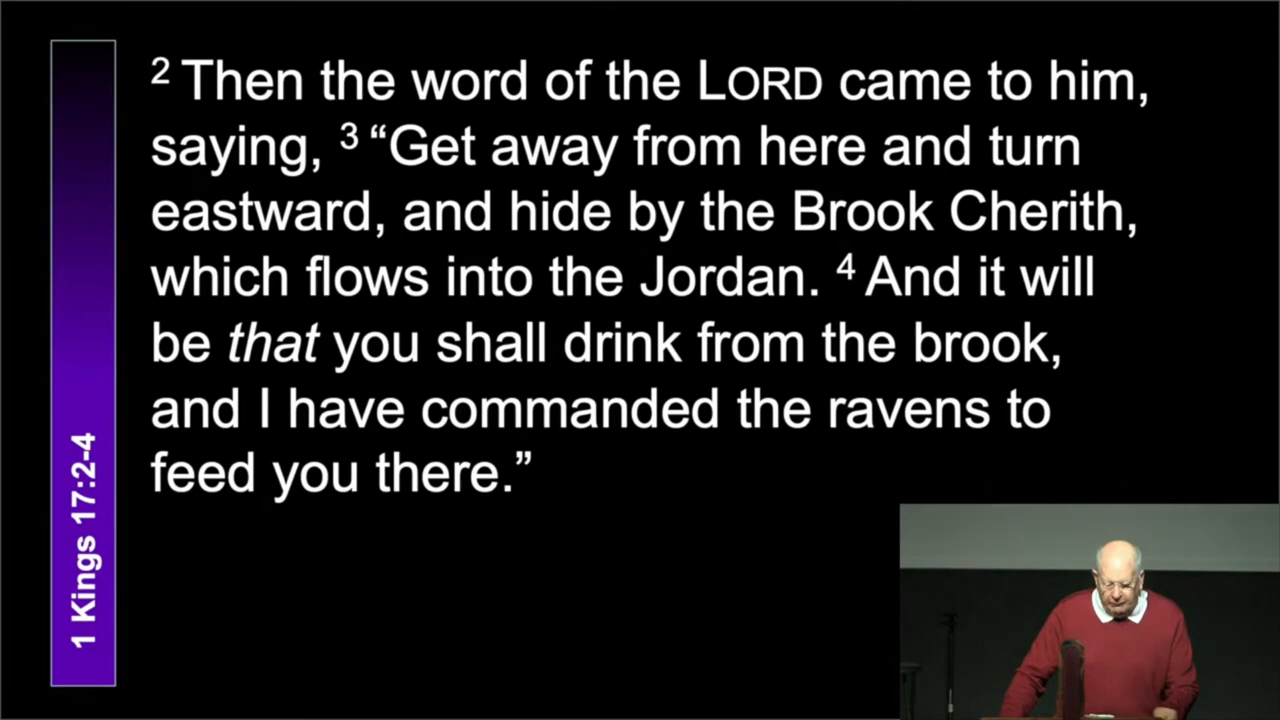 ² Then the word of the LORD came to him,
saying, ³ “Get away from here and turn
eastward, and hide by the Brook Cherith,
which flows into the Jordan. ⁴ And it will
be that you shall drink from the brook,
and I have commanded the ravens to
feed you there.”
1 Kings 17:2-4